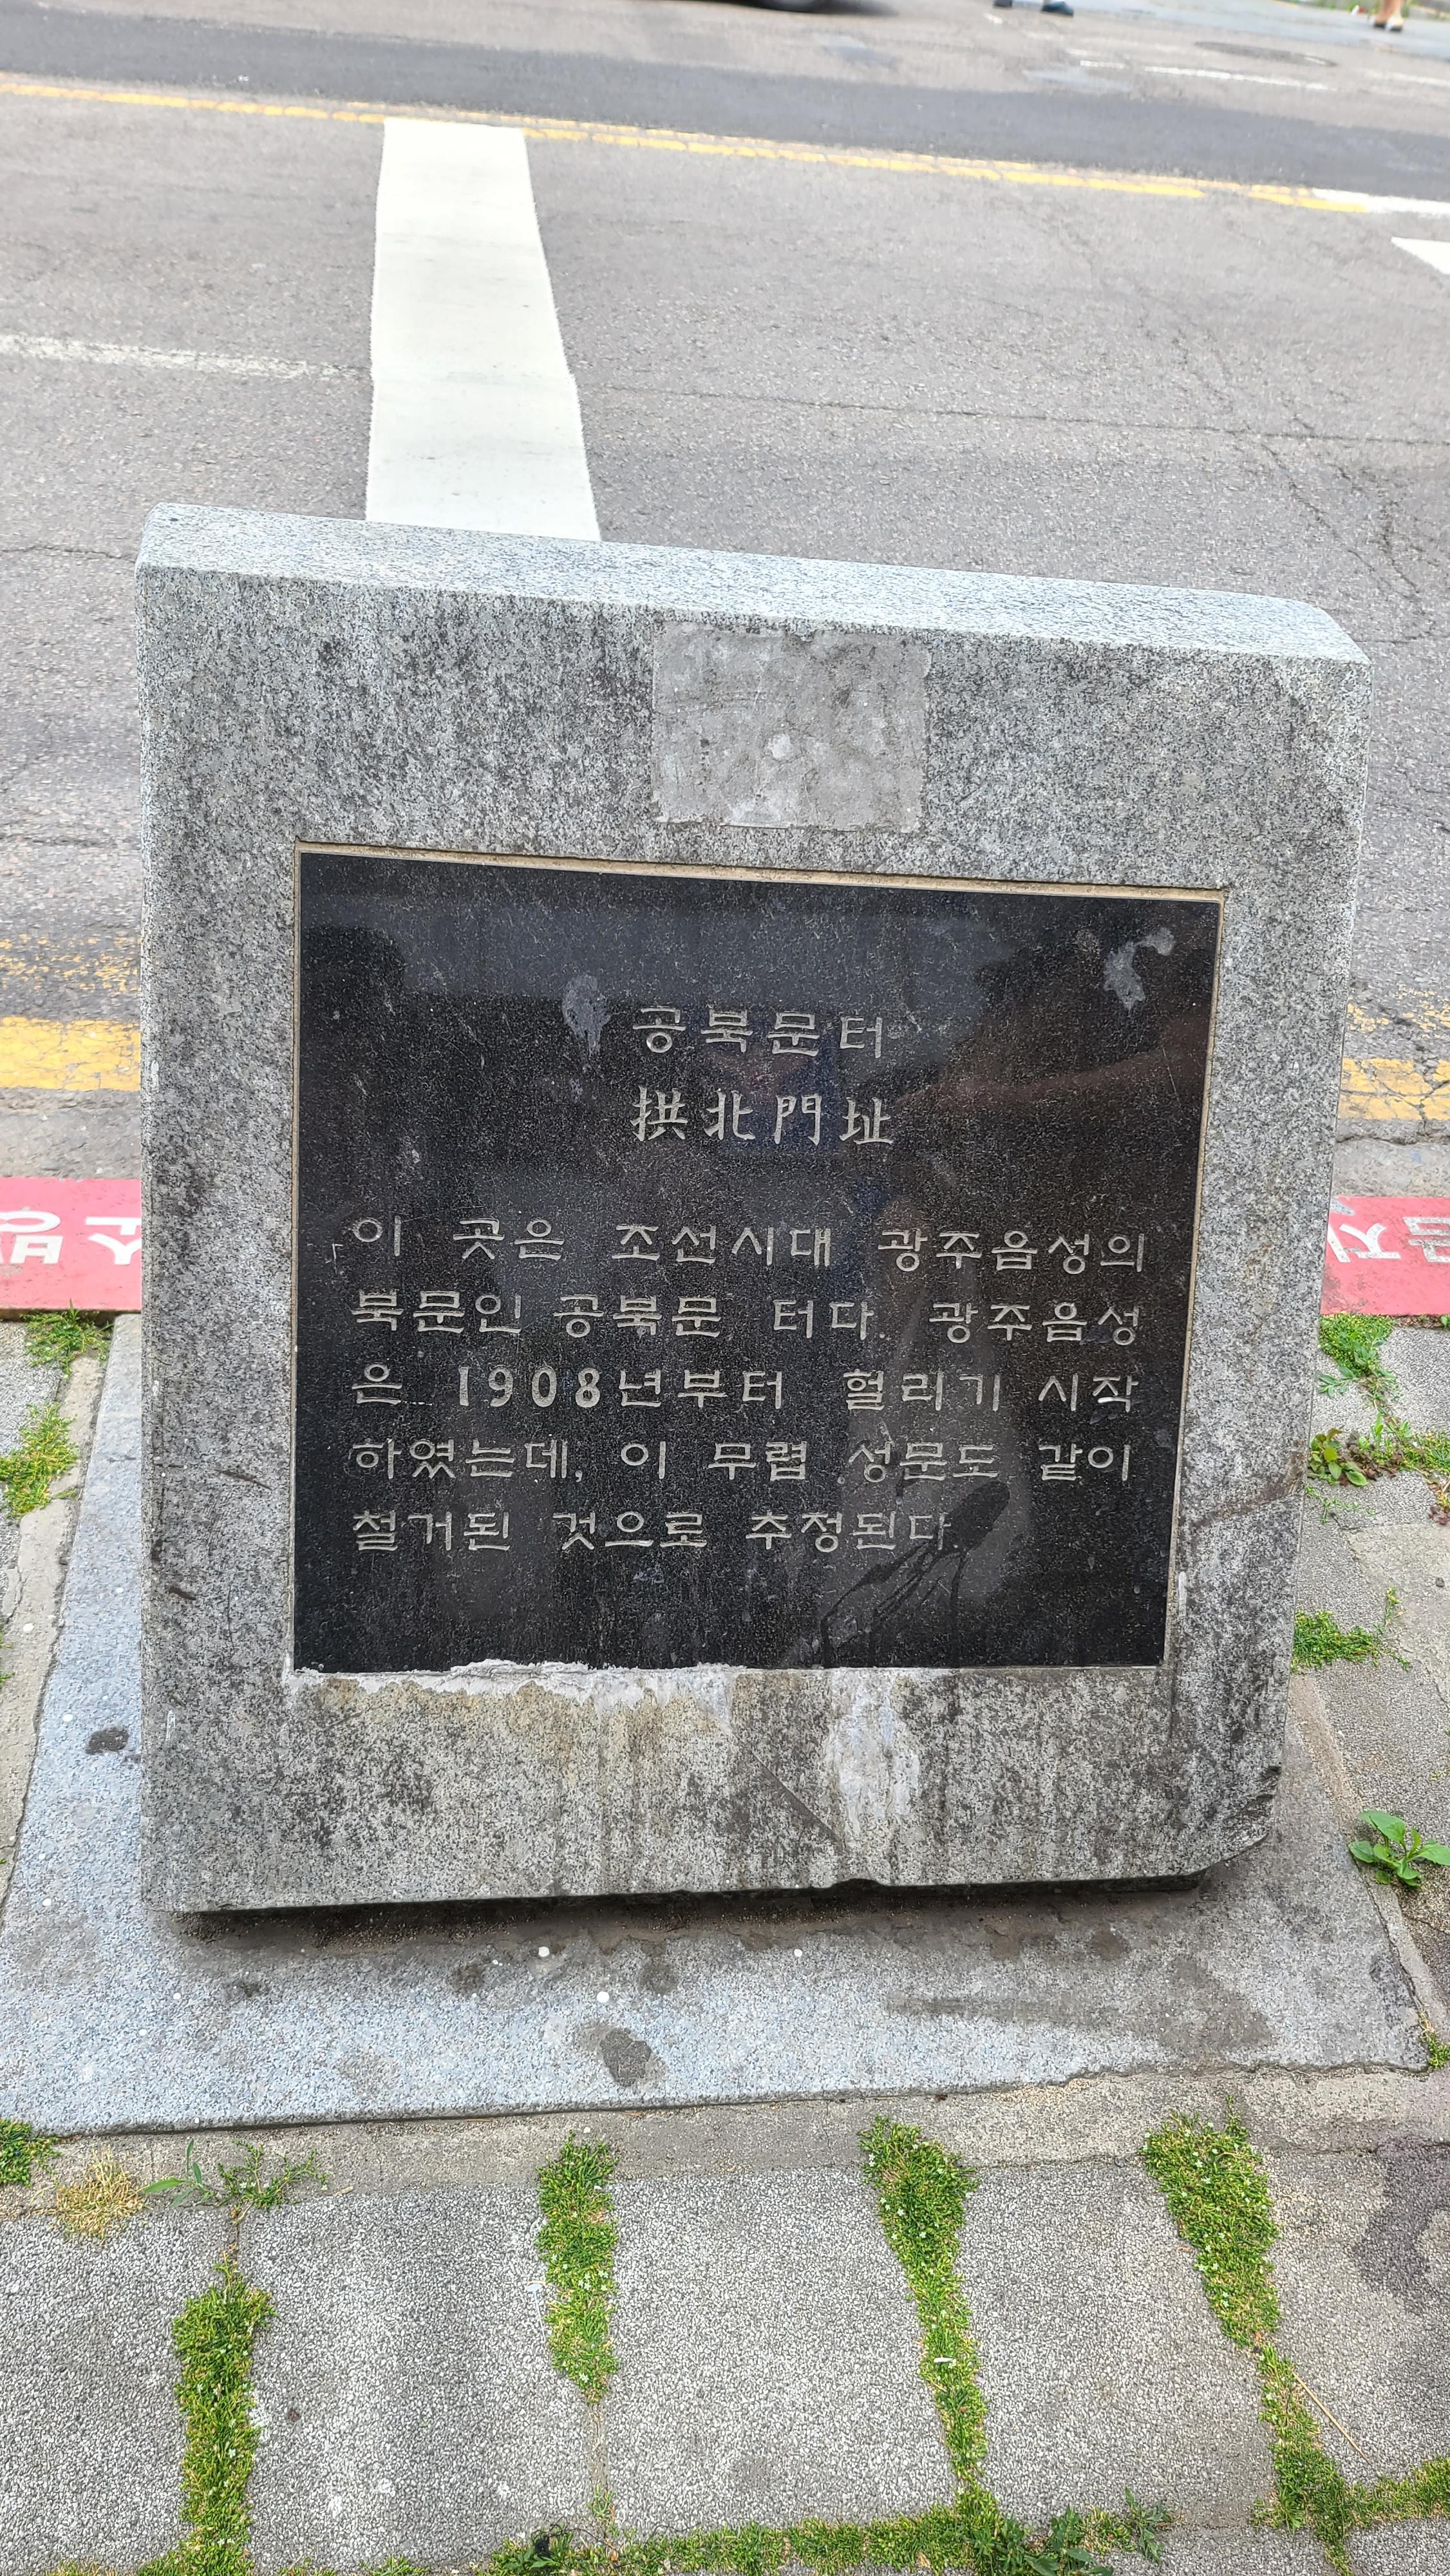 공북문터
拱北門址
이 곳은 조선시대 광주읍성의
북문인 공북문 터다. 광주읍성
은 1908년부터 헐리기 시작
하였는데, 이 무렵 성문도 같이
철거된 것으로 추정된다.